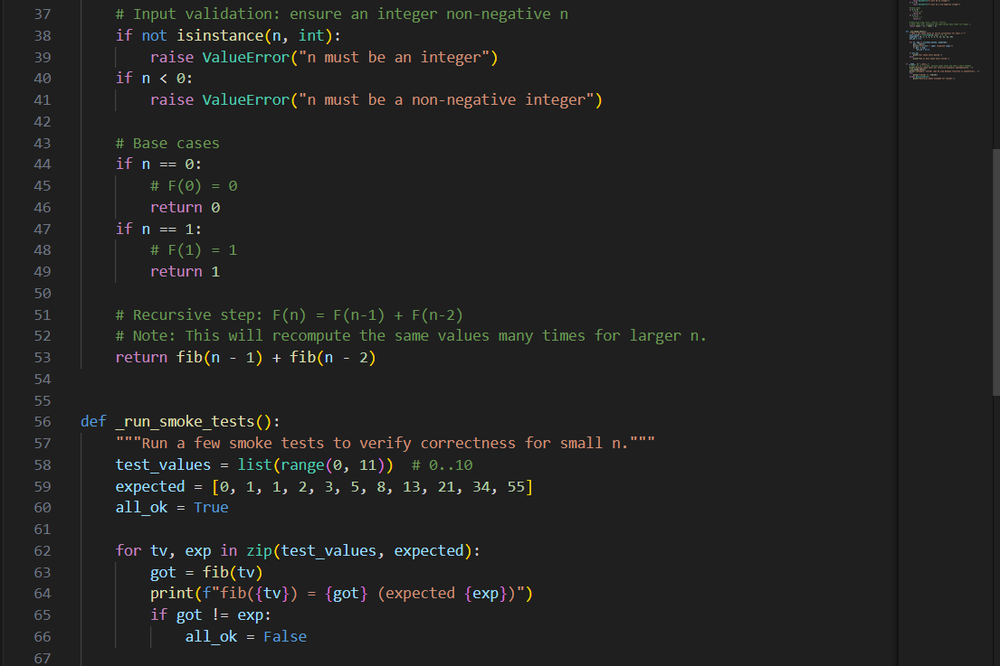 37 # Input validation: ensure an integer non-negative n
38 if not isinstance(n, int):
39 raise ValueError("n must be an integer")
40 if n < 0:
41 raise ValueError("n must be a non-negative integer")
42
43 # Base cases
44 if n == 0:
45 # F(0) = 0
46 return 0
47 if n == 1:
48 # F(1) = 1
49 return 1
50
51 # Recursive step: F(n) = F(n-1) + F(n-2)
52 # Note: This will recompute the same values many times for larger n.
53 return fib(n - 1) + fib(n - 2)
54
55
56 def _run_smoke_tests():
57 """Run a few smoke tests to verify correctness for small n."""
58 test_values = list(range(0, 11)) # 0..10
59 expected = [0, 1, 1, 2, 3, 5, 8, 13, 21, 34, 55]
60 all_ok = True
61
62 for tv, exp in zip(test_values, expected):
63 got = fib(tv)
64 print(f"fib({tv}) = {got} (expected {exp})")
65 if got != exp:
66 all_ok = False
67